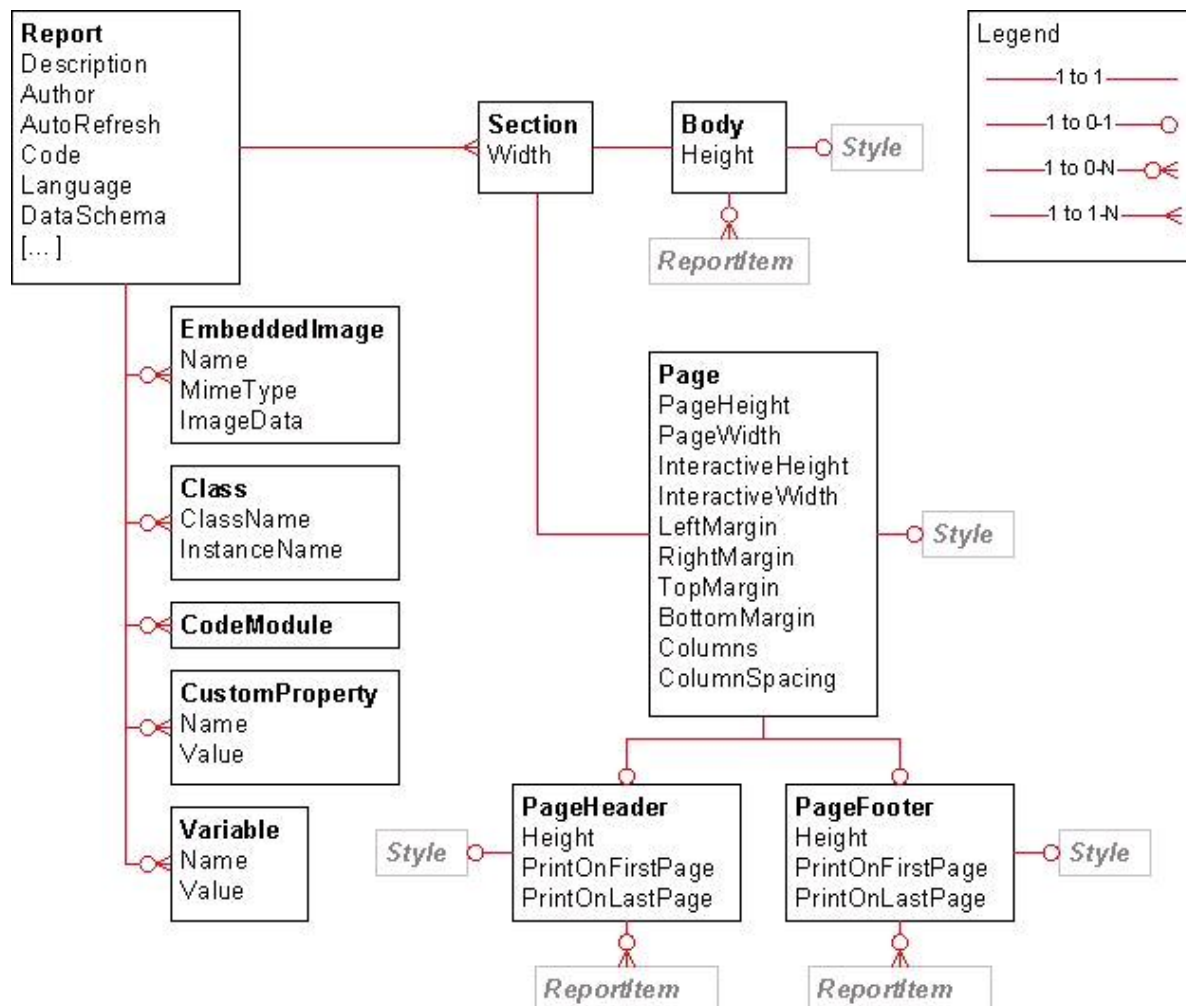 Report
Description
Author
AutoRefresh
Code
Language
DataSchema
[... ]
Section
Width
Body
Height
Style
ReportItem
Legend
1 to 1
1 to 0-1
1 to 0-N
1 to 1-N
EmbeddedImage
Name
MimeType
ImageData
Class
ClassName
InstanceName
CodeModule
CustomProperty
Name
Value
Variable
Name
Value
Page
PageHeight
PageWidth
InteractiveHeight
InteractiveWidth
LeftMargin
RightMargin
TopMargin
BottomMargin
Columns
ColumnSpacing
Style
PageHeader
Height
PrintOnFirstPage
PrintOnLastPage
Style
ReportItem
PageFooter
Height
PrintOnFirstPage
PrintOnLastPage
Style
ReportItem